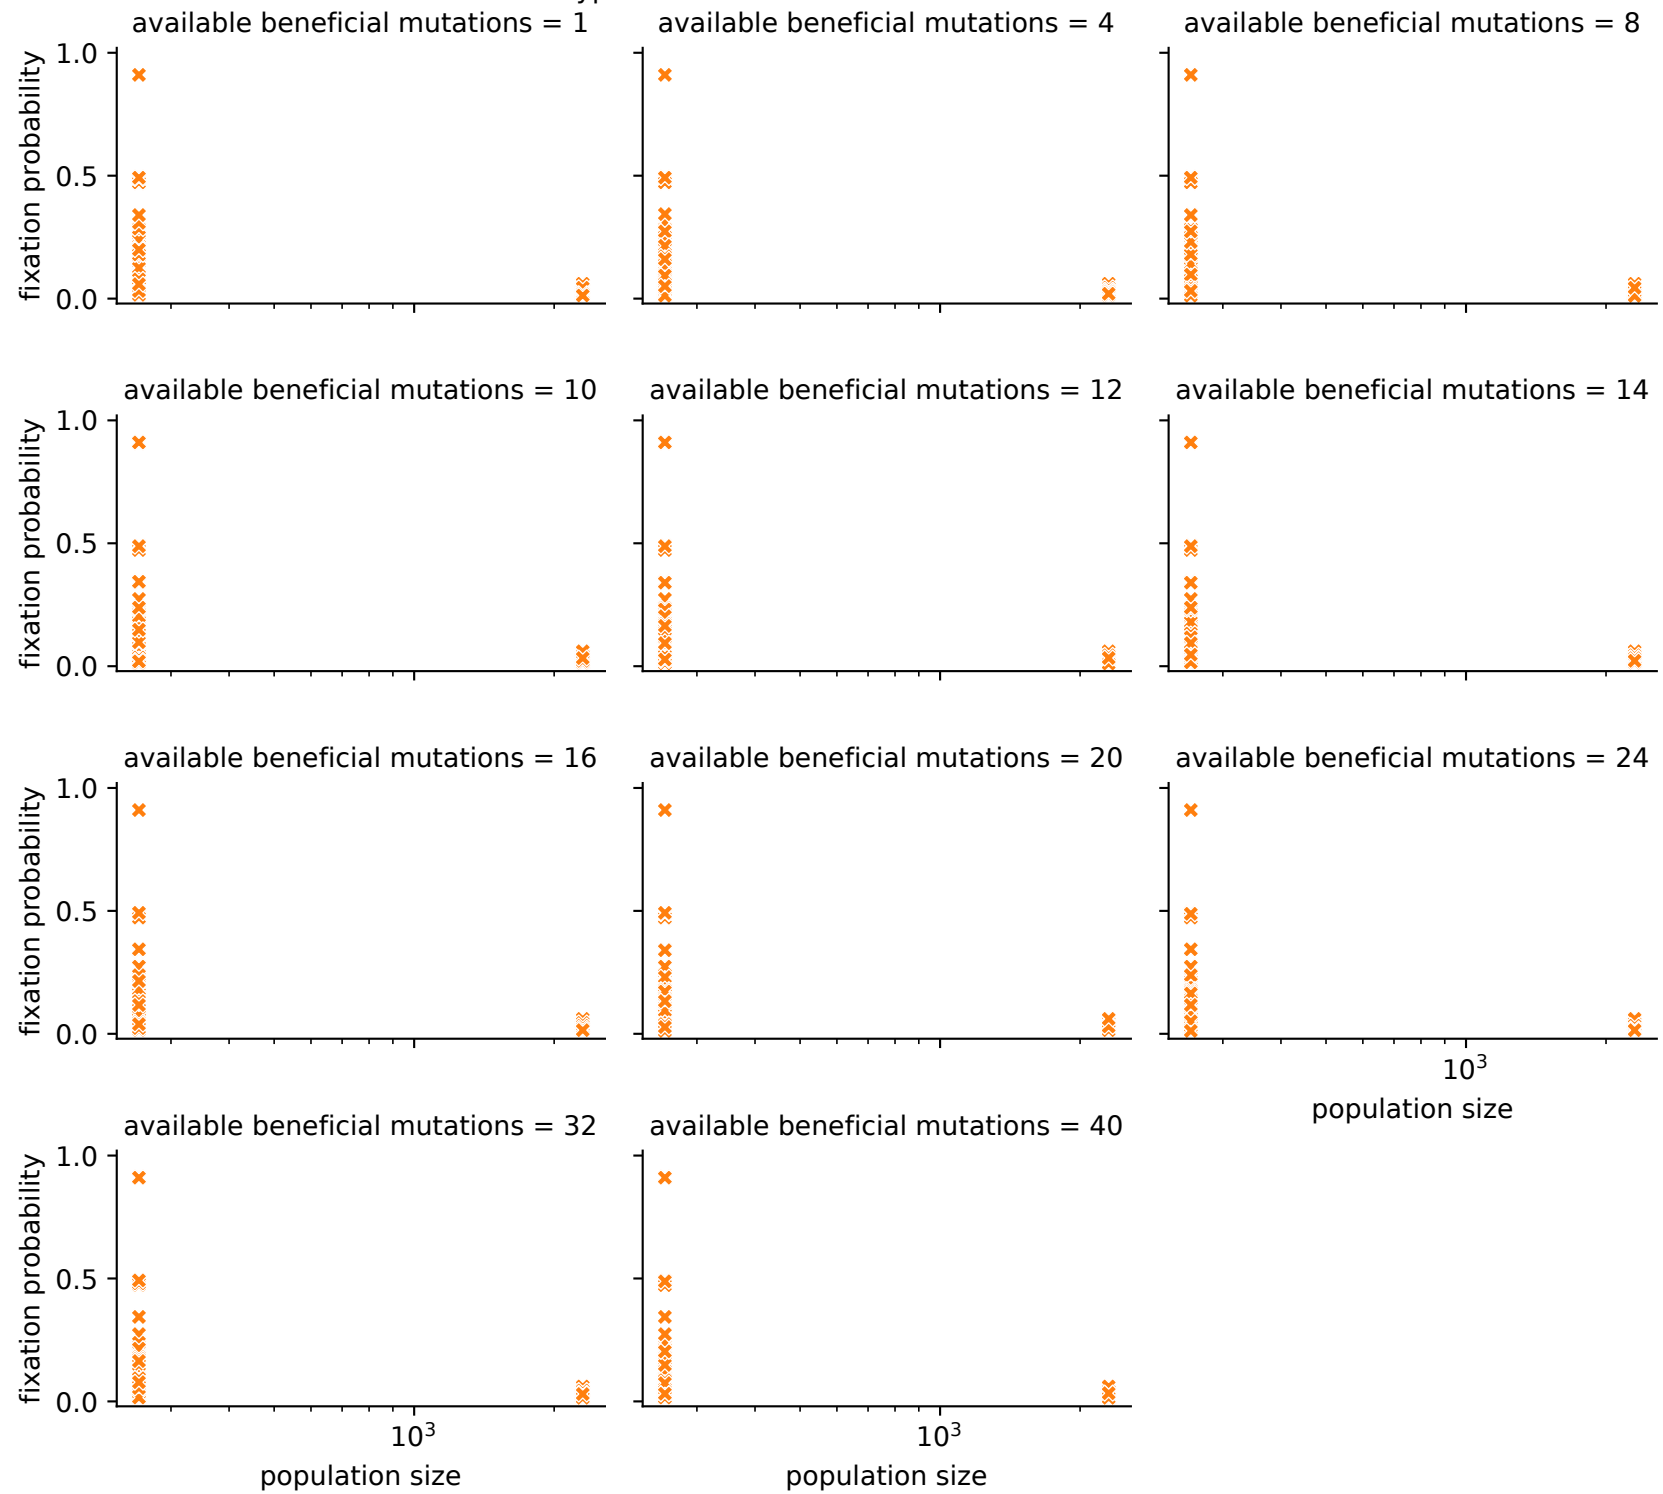 available beneficial mutations = 1 available beneficial mutations = 4 available beneficial mutations = 8
1.0
0.5
0.0
fixation probability
available beneficial mutations = 10 available beneficial mutations = 12 available beneficial mutations = 14
1.0
0.5
0.0
fixation probability
available beneficial mutations = 16 available beneficial mutations = 20 available beneficial mutations = 24
1.0
0.5
0.0
fixation probability
10³
population size
available beneficial mutations = 32 available beneficial mutations = 40
1.0
0.5
0.0
fixation probability
10³ 10³
population size population size